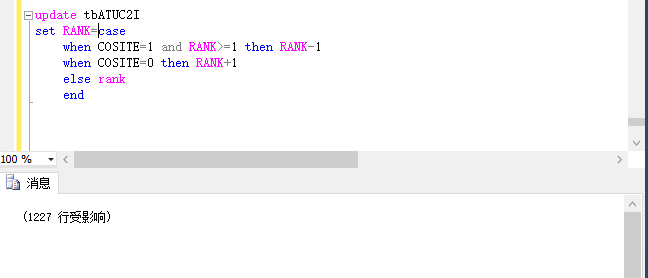 update tbATUC2I
set RANK=case
when COSITE=1 and RANK>=1 then RANK-1
when COSITE=0 then RANK+1
else rank
end
100 %
消息
(1227 行受影响)